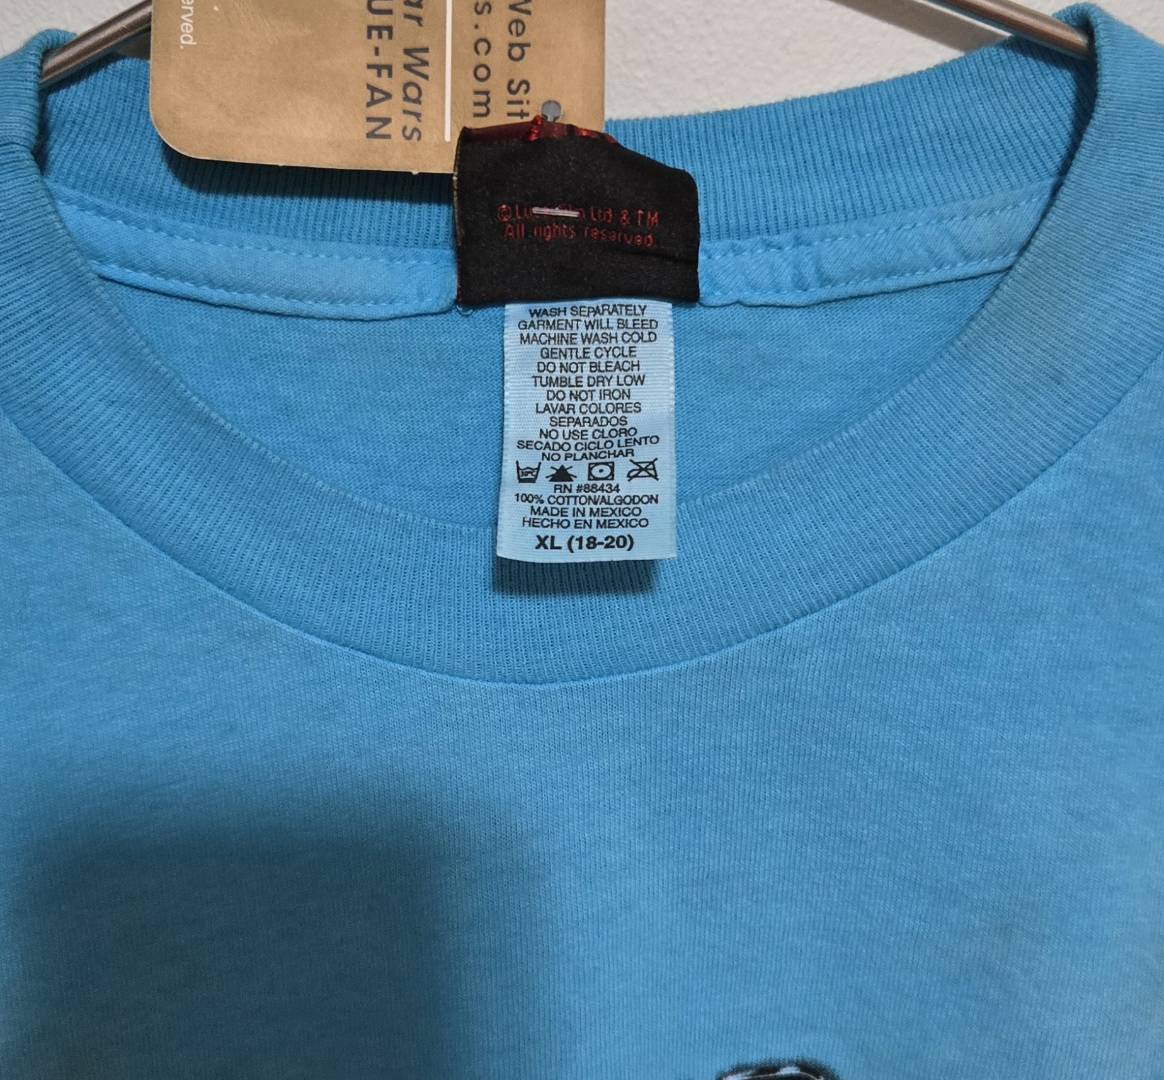 erved.
ar Wars
UE-FAN
Web Sit
s.com
Ltd & TM
All rights reserved.
WASH SEPARATELY
GARMENT WILL BLEED
MACHINE WASH COLD
GENTLE CYCLE
DO NOT BLEACH
TUMBLE DRY LOW
DO NOT IRON
LAVAR COLORES
SEPARADOS
NO USE CLORO
SECADO CICLO LENTO
NO PLANCHAR
RN #88434
100% COTTON/ALGODON
MADE IN MEXICO
HECHO EN MEXICO
XL (18-20)